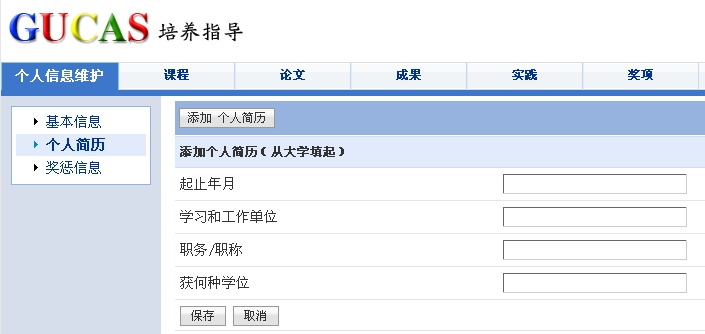 GUCAS 培养指导
个人信息维护 课程 论文 成果 实践 奖项
基本信息
个人简历
奖惩信息
添加 个人简历
添加个人简历（从大学填起）
起止年月
学习和工作单位
职务/职称
获何种学位
保存 取消